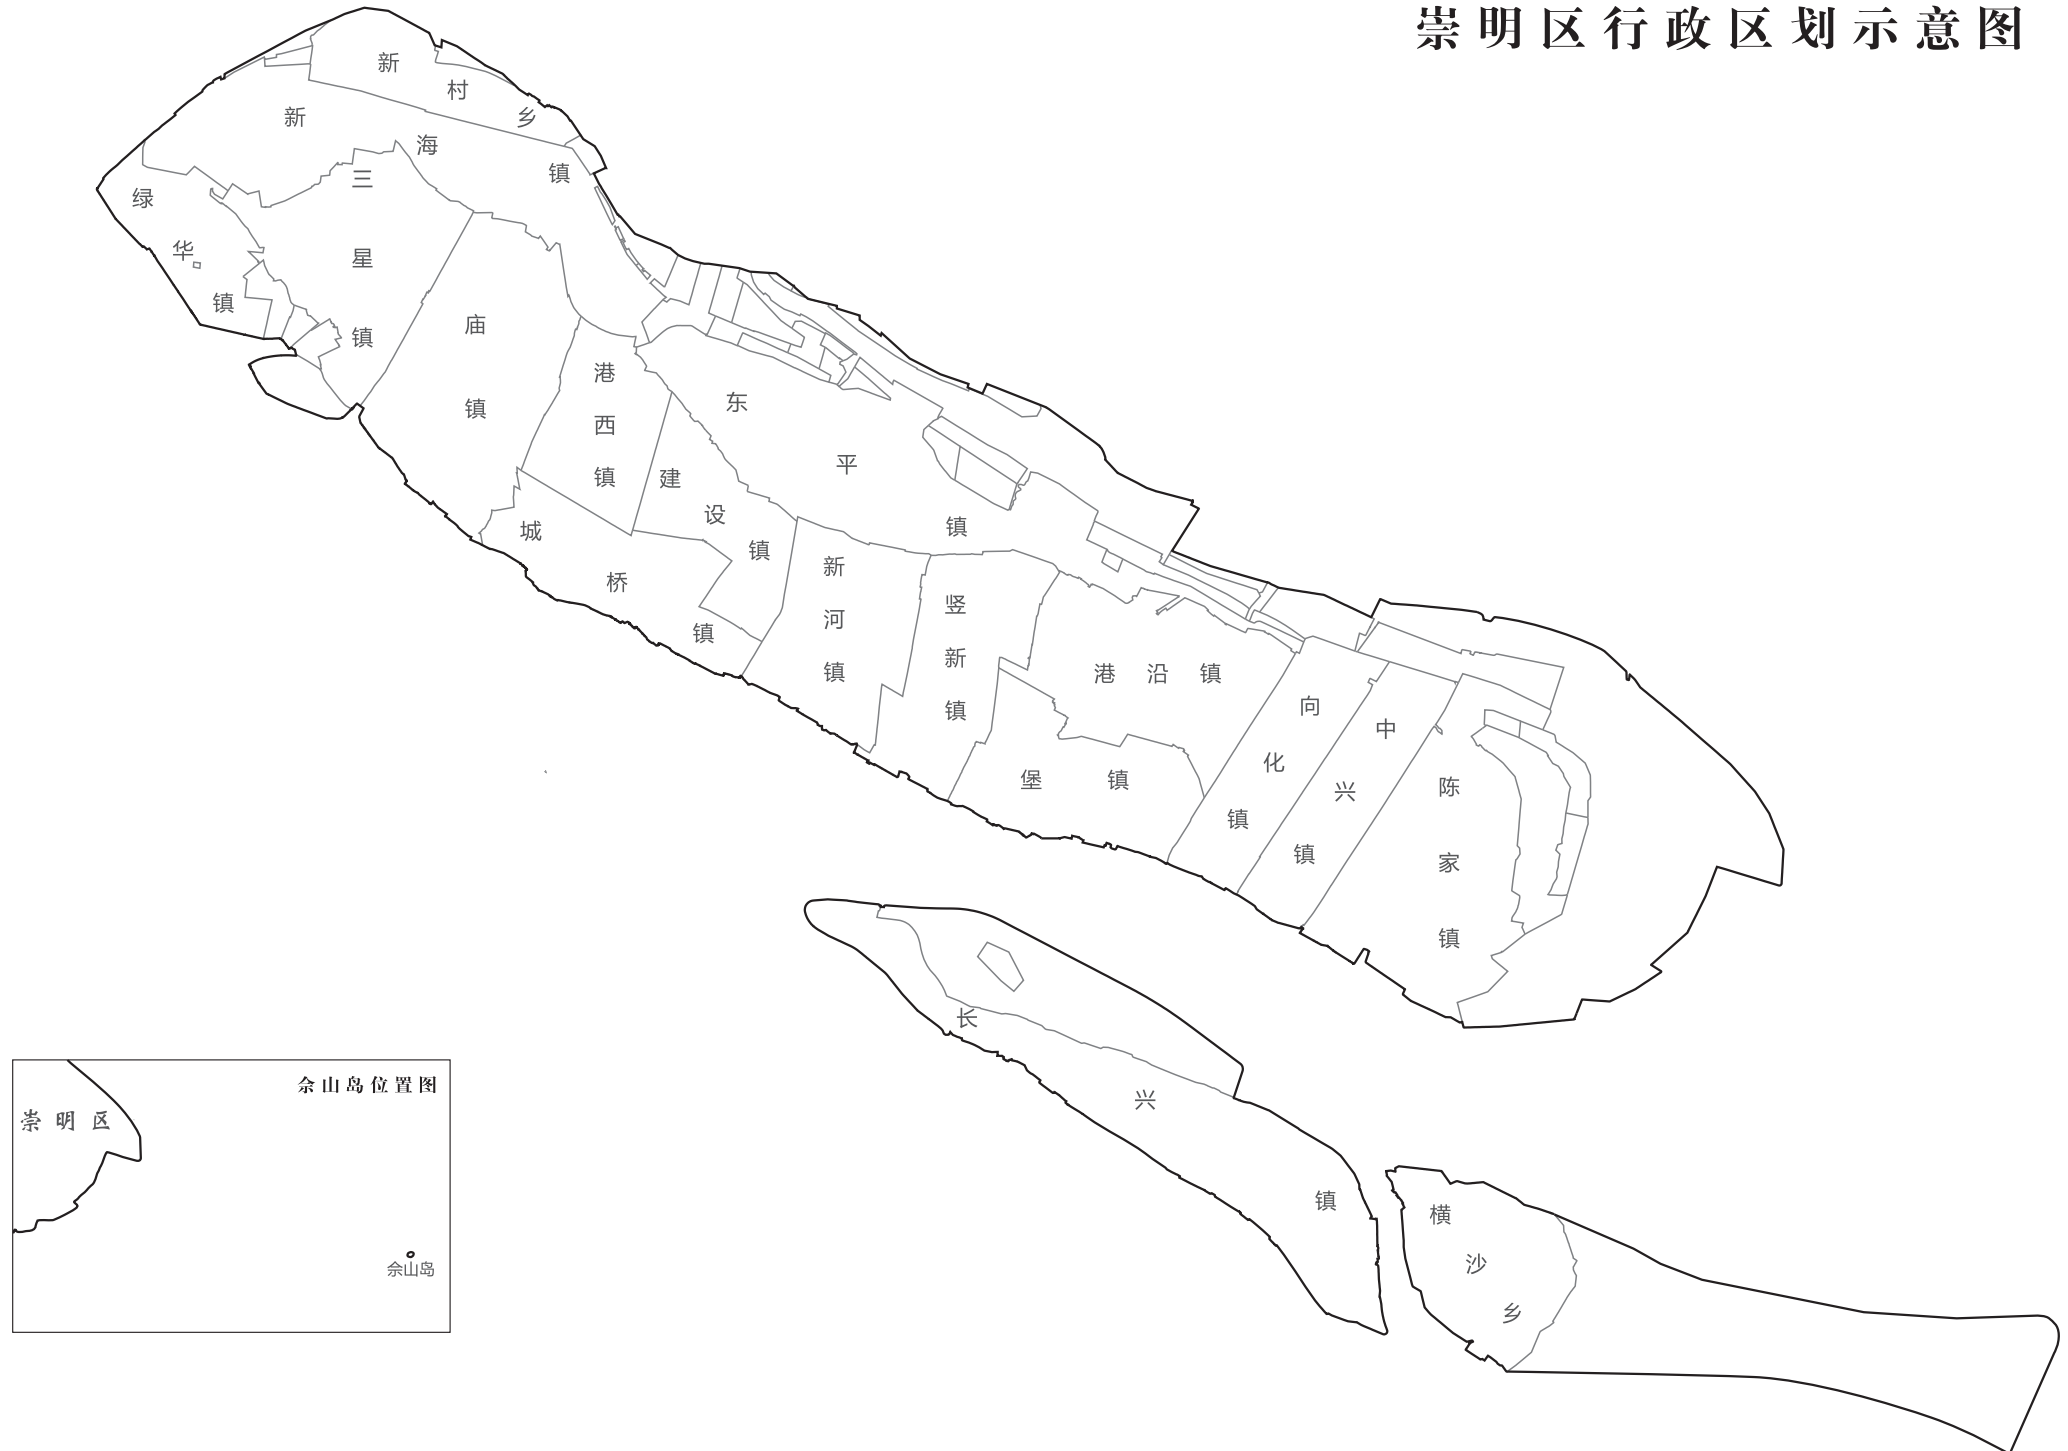 崇明区行政区划示意图
新村乡
新海镇
三星镇
绿华镇
庙镇
港西镇
东平镇
建设镇
城桥镇
新河镇
竖新镇
港沿镇
堡镇
向化镇
中兴镇
陈家镇
长兴镇
横沙乡
佘山岛位置图
崇明区
佘山岛